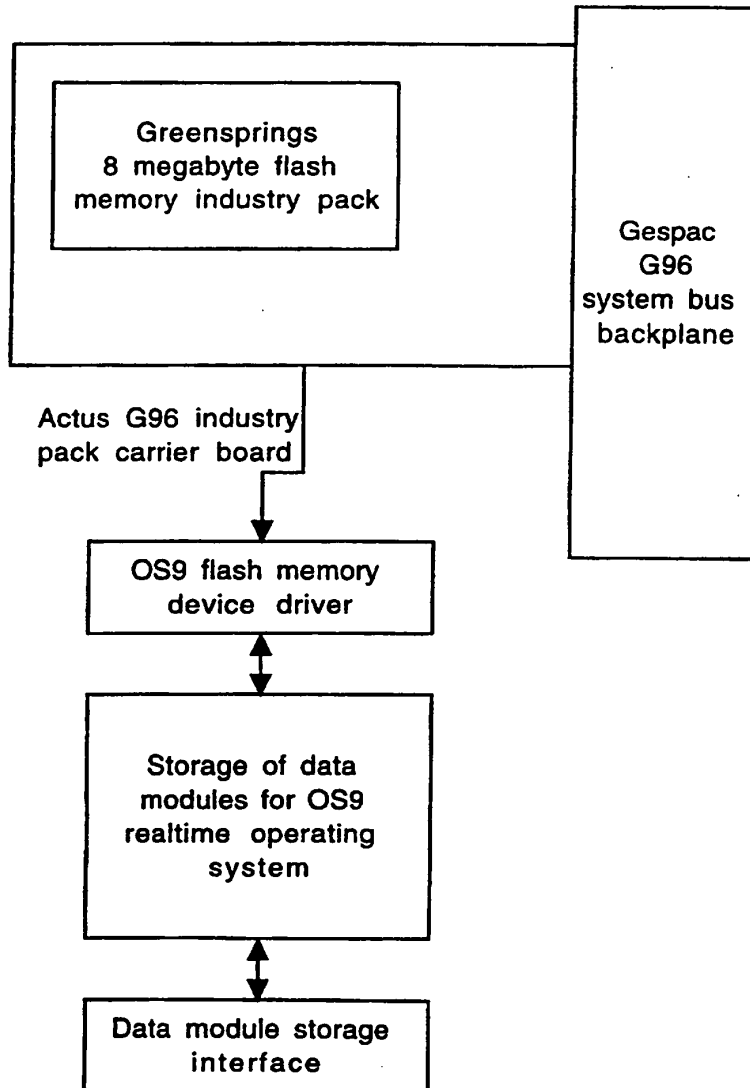 Greensprings
8 megabyte flash
memory industry pack
Gespac
G96
system bus
backplane
Actus G96 industry
pack carrier board
OS9 flash memory
device driver
Storage of data
modules for OS9
realtime operating
system
Data module storage
interface